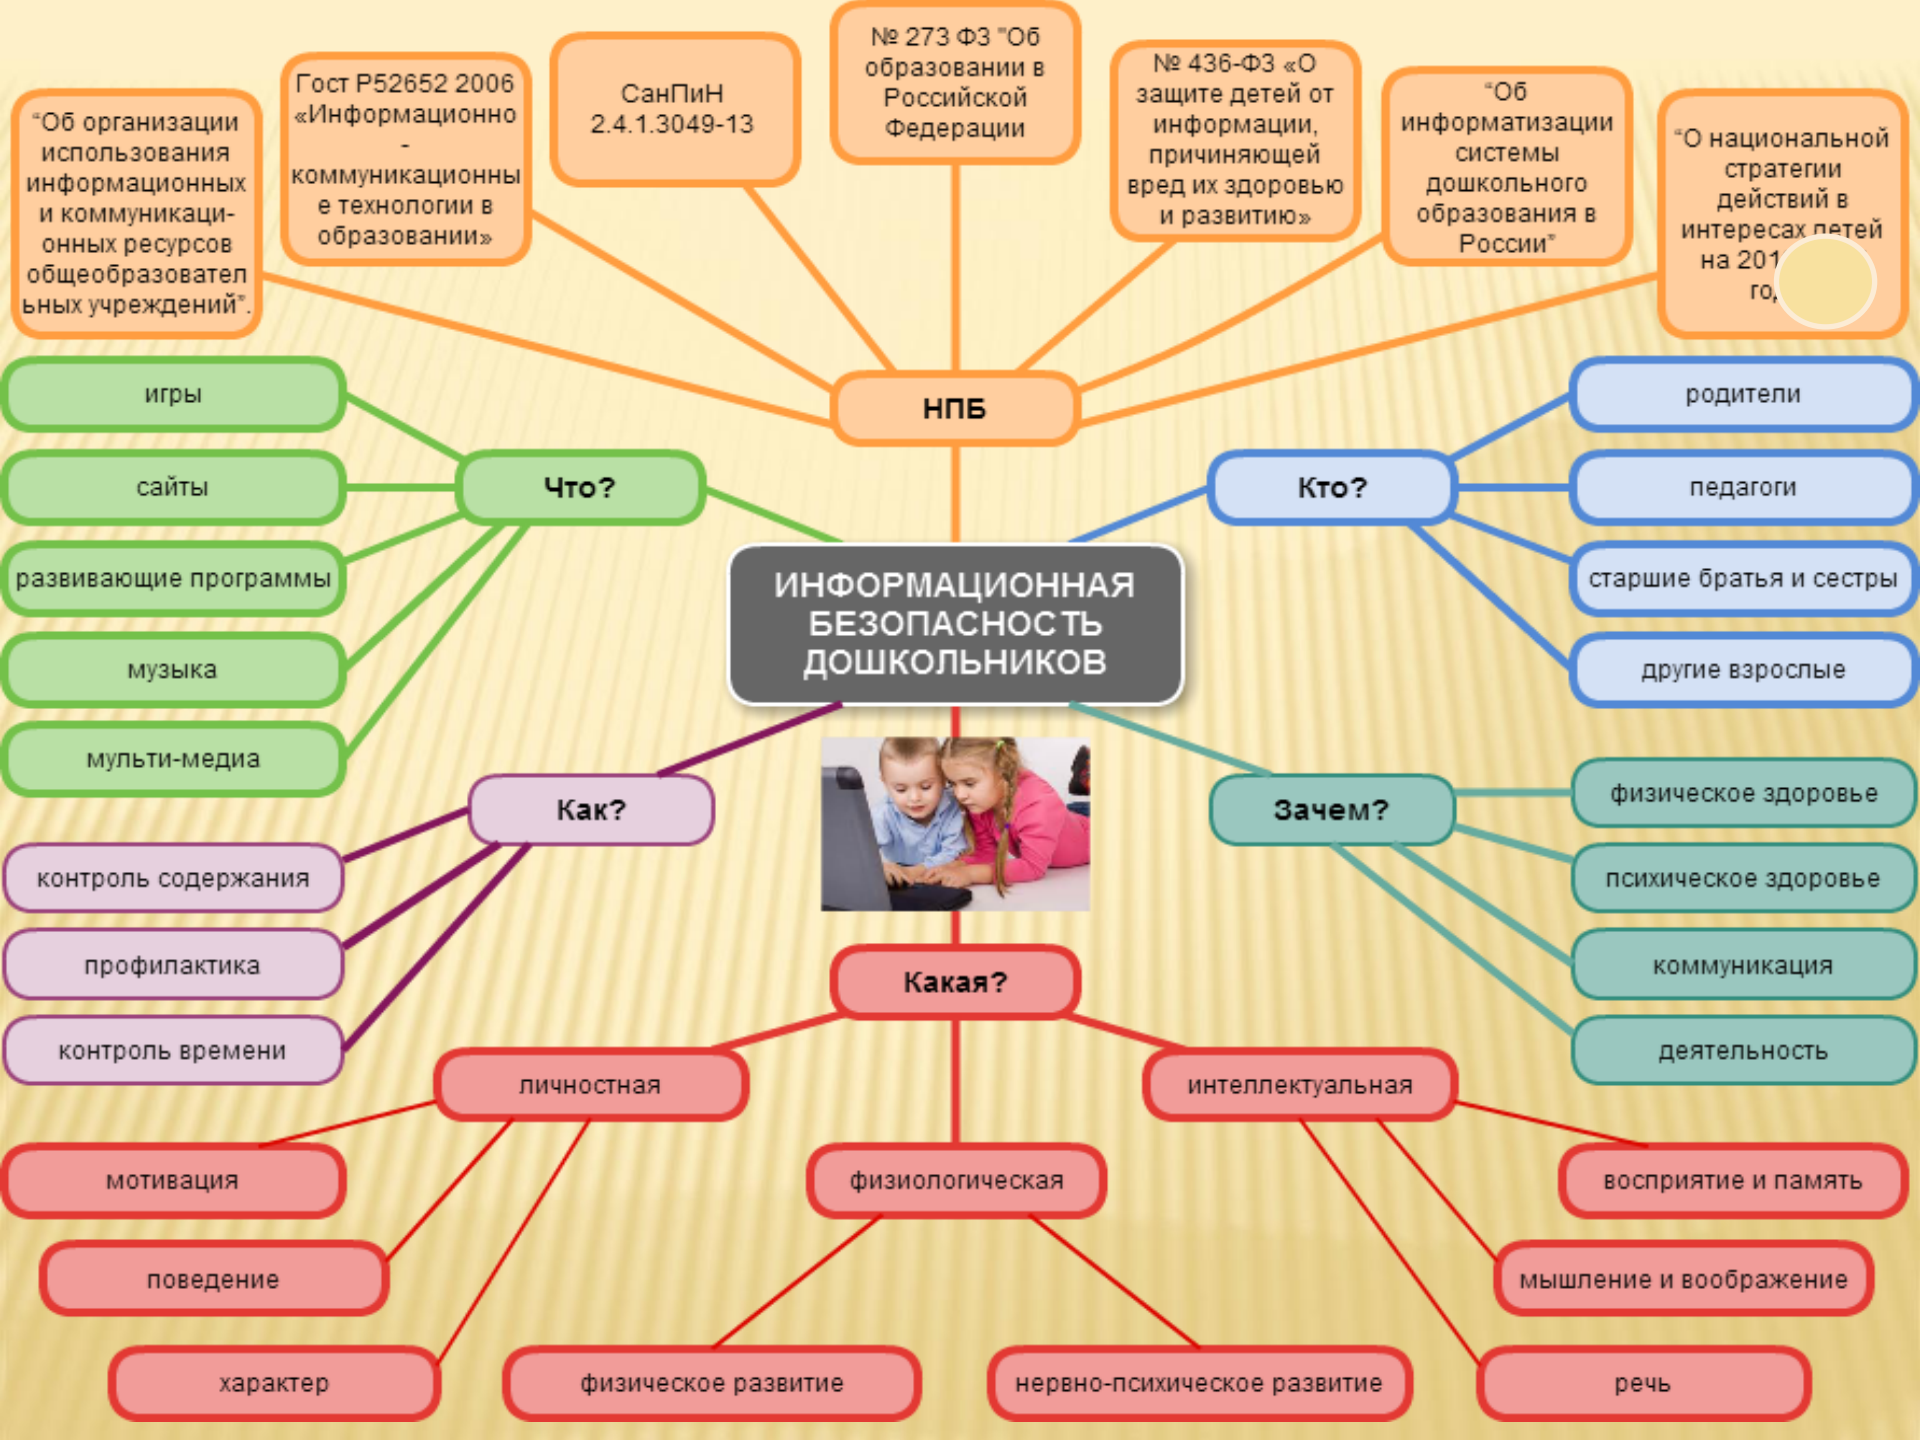 “Об организации
использования
информационных
и коммуникаци-
онных ресурсов
общеобразовател
ьных учреждений”.
Гост Р52652 2006
«Информационно
-
коммуникационны
е технологии в
образовании»
СанПиН
2.4.1.3049-13
№ 273 ФЗ "Об
образовании в
Российской
Федерации
№ 436-ФЗ «О
защите детей от
информации,
причиняющей
вред их здоровью
и развитию»
“Об
информатизации
системы
дошкольного
образования в
России”
“О национальной
стратегии
действий в
интересах детей
на
НПБ
игры
сайты
развивающие программы
музыка
мульти-медиа
Что?
Кто?
родители
педагоги
старшие братья и сестры
другие взрослые
ИНФОРМАЦИОННАЯ
БЕЗОПАСНОСТЬ
ДОШКОЛЬНИКОВ
Как?
контроль содержания
профилактика
контроль времени
Зачем?
физическое здоровье
психическое здоровье
коммуникация
деятельность
Какая?
личностная
интеллектуальная
физиологическая
мотивация
поведение
характер
физическое развитие
нервно-психическое развитие
восприятие и память
мышление и воображение
речь